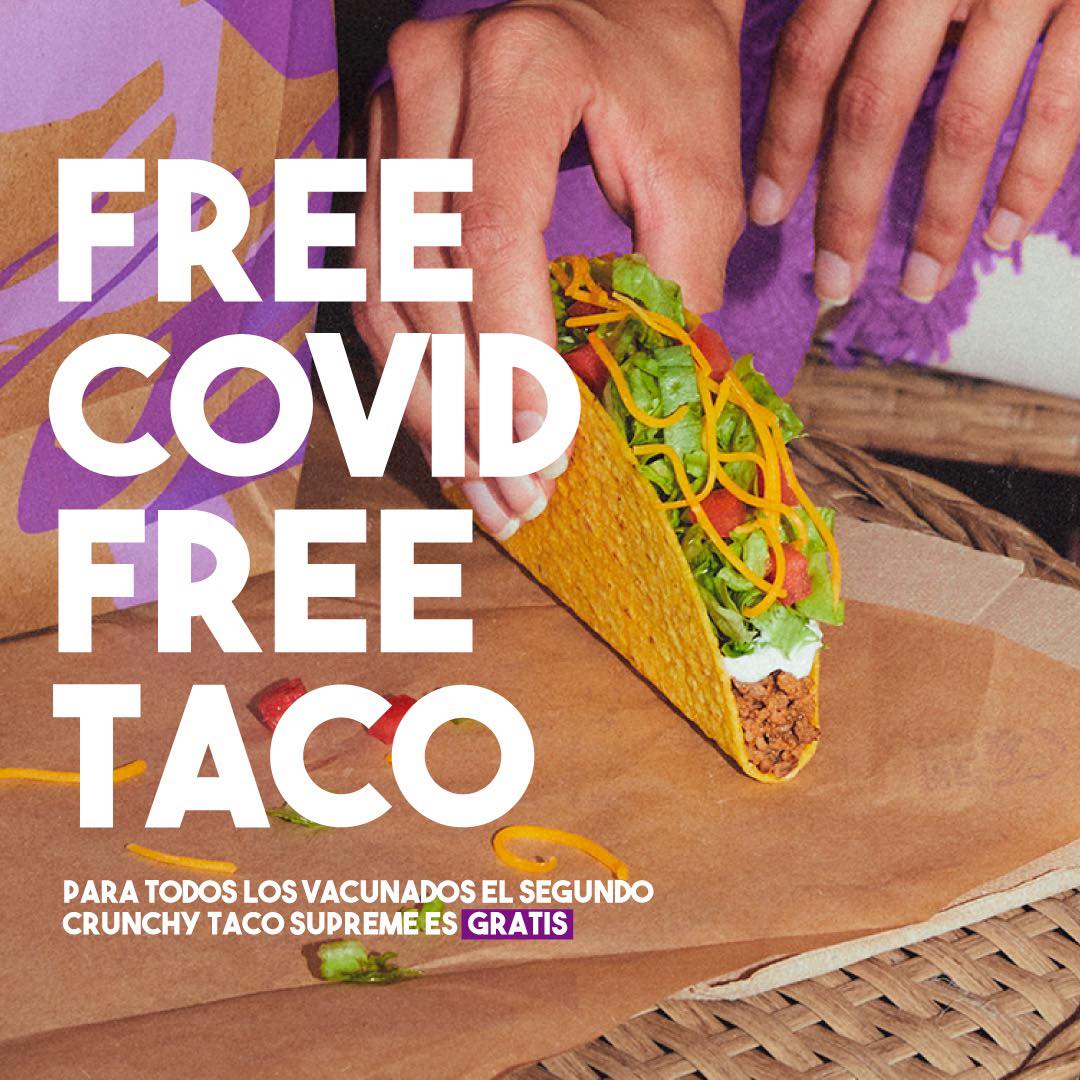 FREE
COVID
FREE
TACO
PARA TODOS LOS VACUNADOS EL SEGUNDO
CRUNCHY TACO SUPREME ES GRATIS